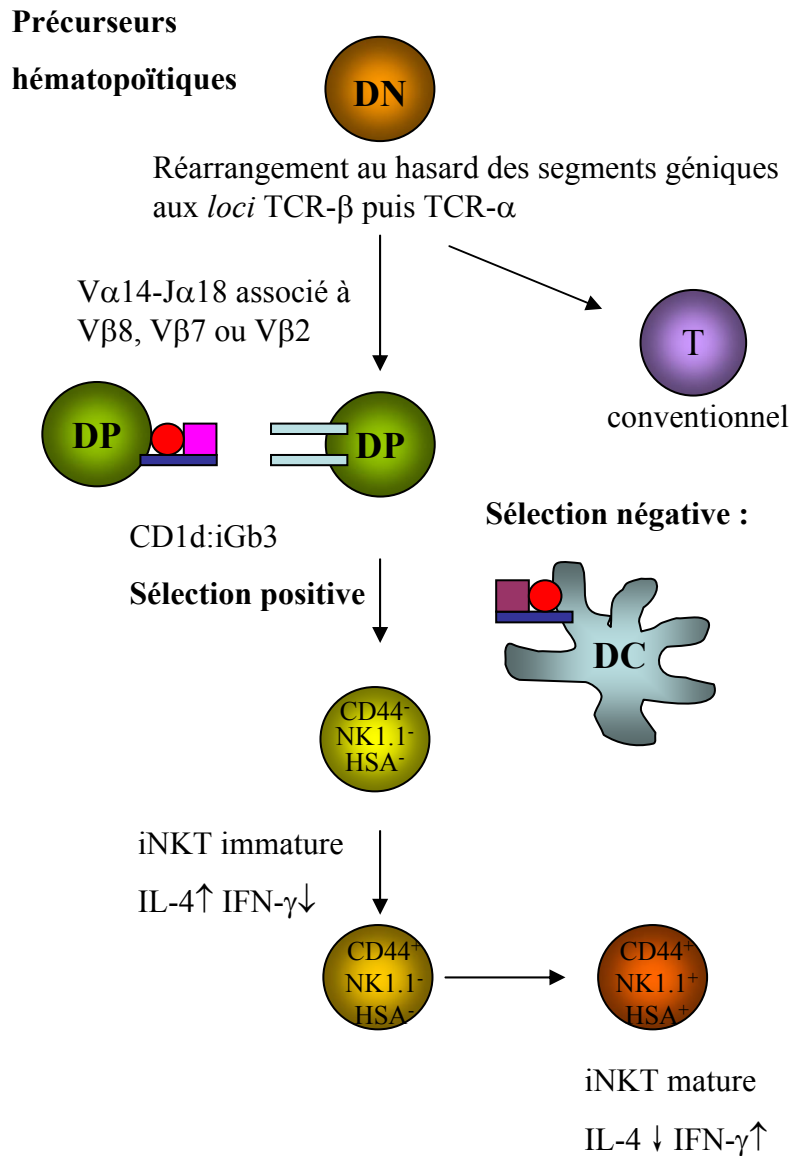 Précurseurs
hématopoïtiques
DN
Réarrangement au hasard des segments géniques
aux loci TCR-β puis TCR-α
Vα14-Jα18 associé à
Vβ8, Vβ7 ou Vβ2
T
conventionnel
DP
DP
CD1d:iGb3
Sélection positive
Sélection négative :
DC
CD44⁻
NK1.1⁻
HSA⁻
iNKT immature
IL-4↑ IFN-γ↓
CD44⁺
NK1.1⁻
HSA⁻
CD44⁺
NK1.1⁺
HSA⁺
iNKT mature
IL-4 ↓ IFN-γ↑